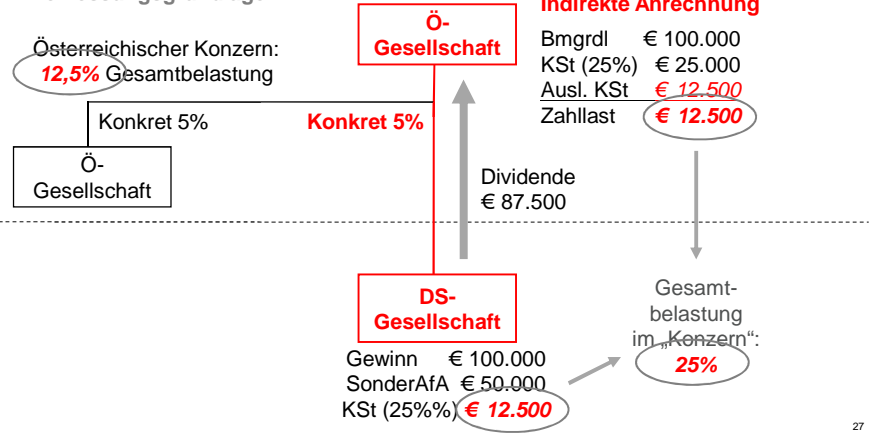 Indirekte Anrechnung
Ö-
Gesellschaft
Österreichischer Konzern:
12,5% Gesamtbelastung
Bmgrdl € 100.000
KSt (25%) € 25.000
Ausl. KSt € 12.500
Zahllast € 12.500
Konkret 5%
Konkret 5%
Ö-
Gesellschaft
Dividende
€ 87.500
DS-
Gesellschaft
Gewinn € 100.000
SonderAfA € 50.000
KSt (25%%) € 12.500
Gesamt-
belastung
im „Konzern“:
25%
27